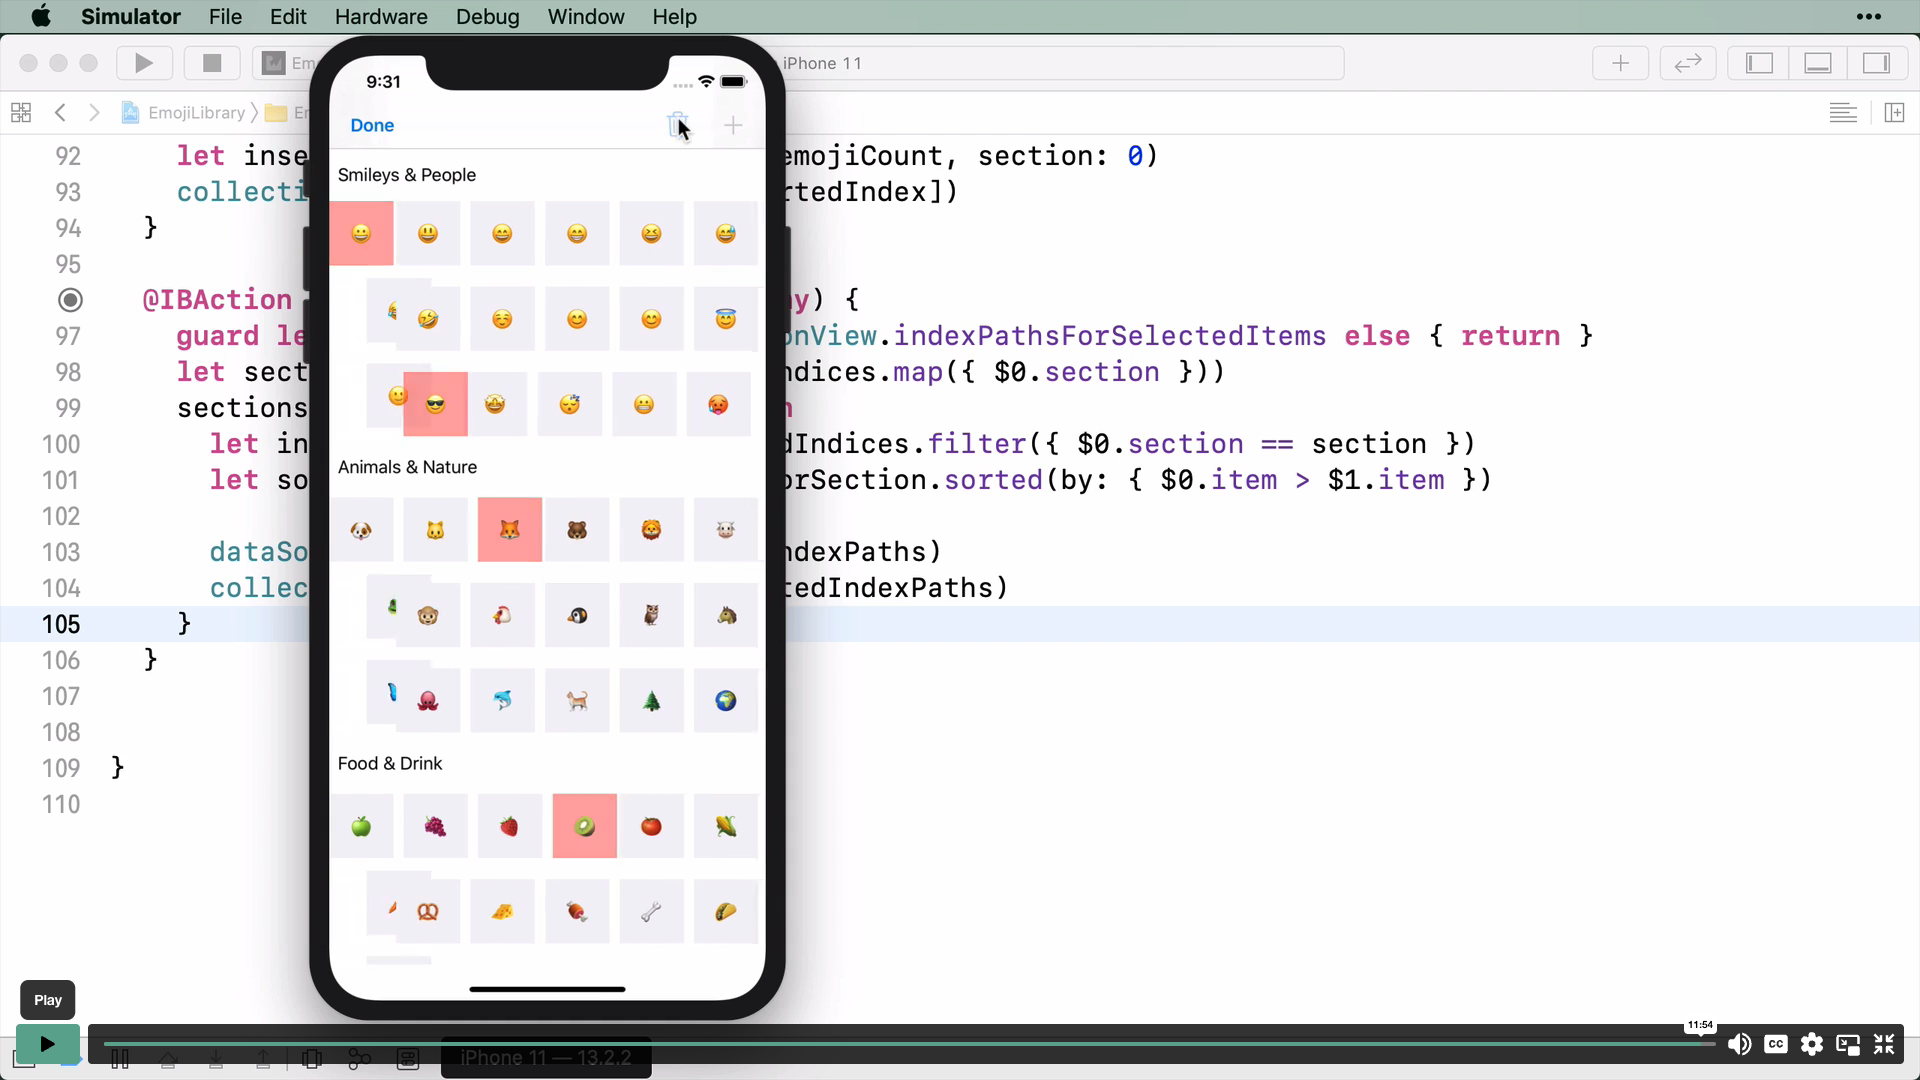 Simulator File Edit Hardware Debug Window Help •••
iPhone 11
9:31
EmojiLibrary
Done
92 let inse emojiCount, section: 0)
Smileys & People
93 collecti rtedIndex])
94 }
95
@IBAction y) {
97 guard le onView.indexPathsForSelectedItems else { return }
98 let sect ndices.map({ $0.section }))
99 sections
100 let in dIndices.filter({ $0.section == section })
Animals & Nature
101 let so orSection.sorted(by: { $0.item > $1.item })
102
103 dataSo ndexPaths)
104 collec tedIndexPaths)
105 }
106 }
107
108
Food & Drink
109 }
110
Play
11:54
CC
iPhone 11 — 13.2.2